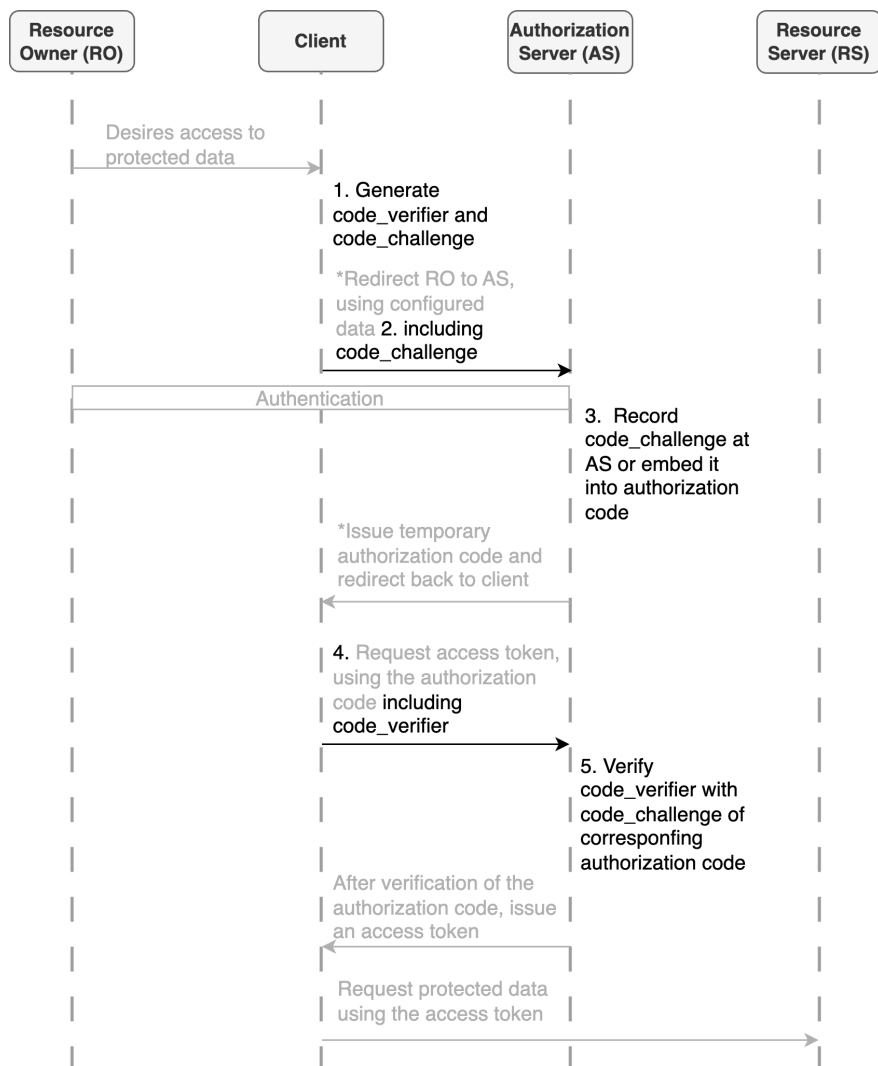 Resource
Owner (RO)
Client
Authorization
Server (AS)
Resource
Server (RS)
Desires access to
protected data
1. Generate
code_verifier and
code_challenge
*Redirect RO to AS,
using configured
data 2. including
code_challenge
Authentication
3.  Record
code_challenge at
AS or embed it
into authorization
code
*Issue temporary
authorization code and
redirect back to client
4. Request access token,
using the authorization
code including
code_verifier
5. Verify
code_verifier with
code_challenge of
corresponfing
authorization code
After verification of the
authorization code, issue
an access token
Request protected data
using the access token